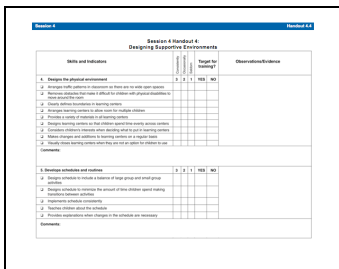 Session 4 Handout 4.4
Session 4 Handout 4:
Designing Supportive Environments
Skills and Indicators
Consistently
Occasionally
Seldom
Target for
training?
Observations/Evidence
4. Designs the physical environment 3 2 1 YES NO
❑ Arranges traffic patterns in classroom so there are no wide open spaces
❑ Removes obstacles that make it difficult for children with physical disabilities to
move around the room
❑ Clearly defines boundaries in learning centers
❑ Arranges learning centers to allow room for multiple children
❑ Provides a variety of materials in all learning centers
❑ Designs learning centers so that children spend time evenly across centers
❑ Considers children's interests when deciding what to put in learning centers
❑ Makes changes and additions to learning centers on a regular basis
❑ Visually closes learning centers when they are not an option for children to use
Comments:
5. Develops schedules and routines 3 2 1 YES NO
❑ Designs schedule to include a balance of large group and small group
activities
❑ Designs schedule to minimize the amount of time children spend making
transitions between activities
❑ Implements schedule consistently
❑ Teaches children about the schedule
❑ Provides explanations when changes in the schedule are necessary
Comments: